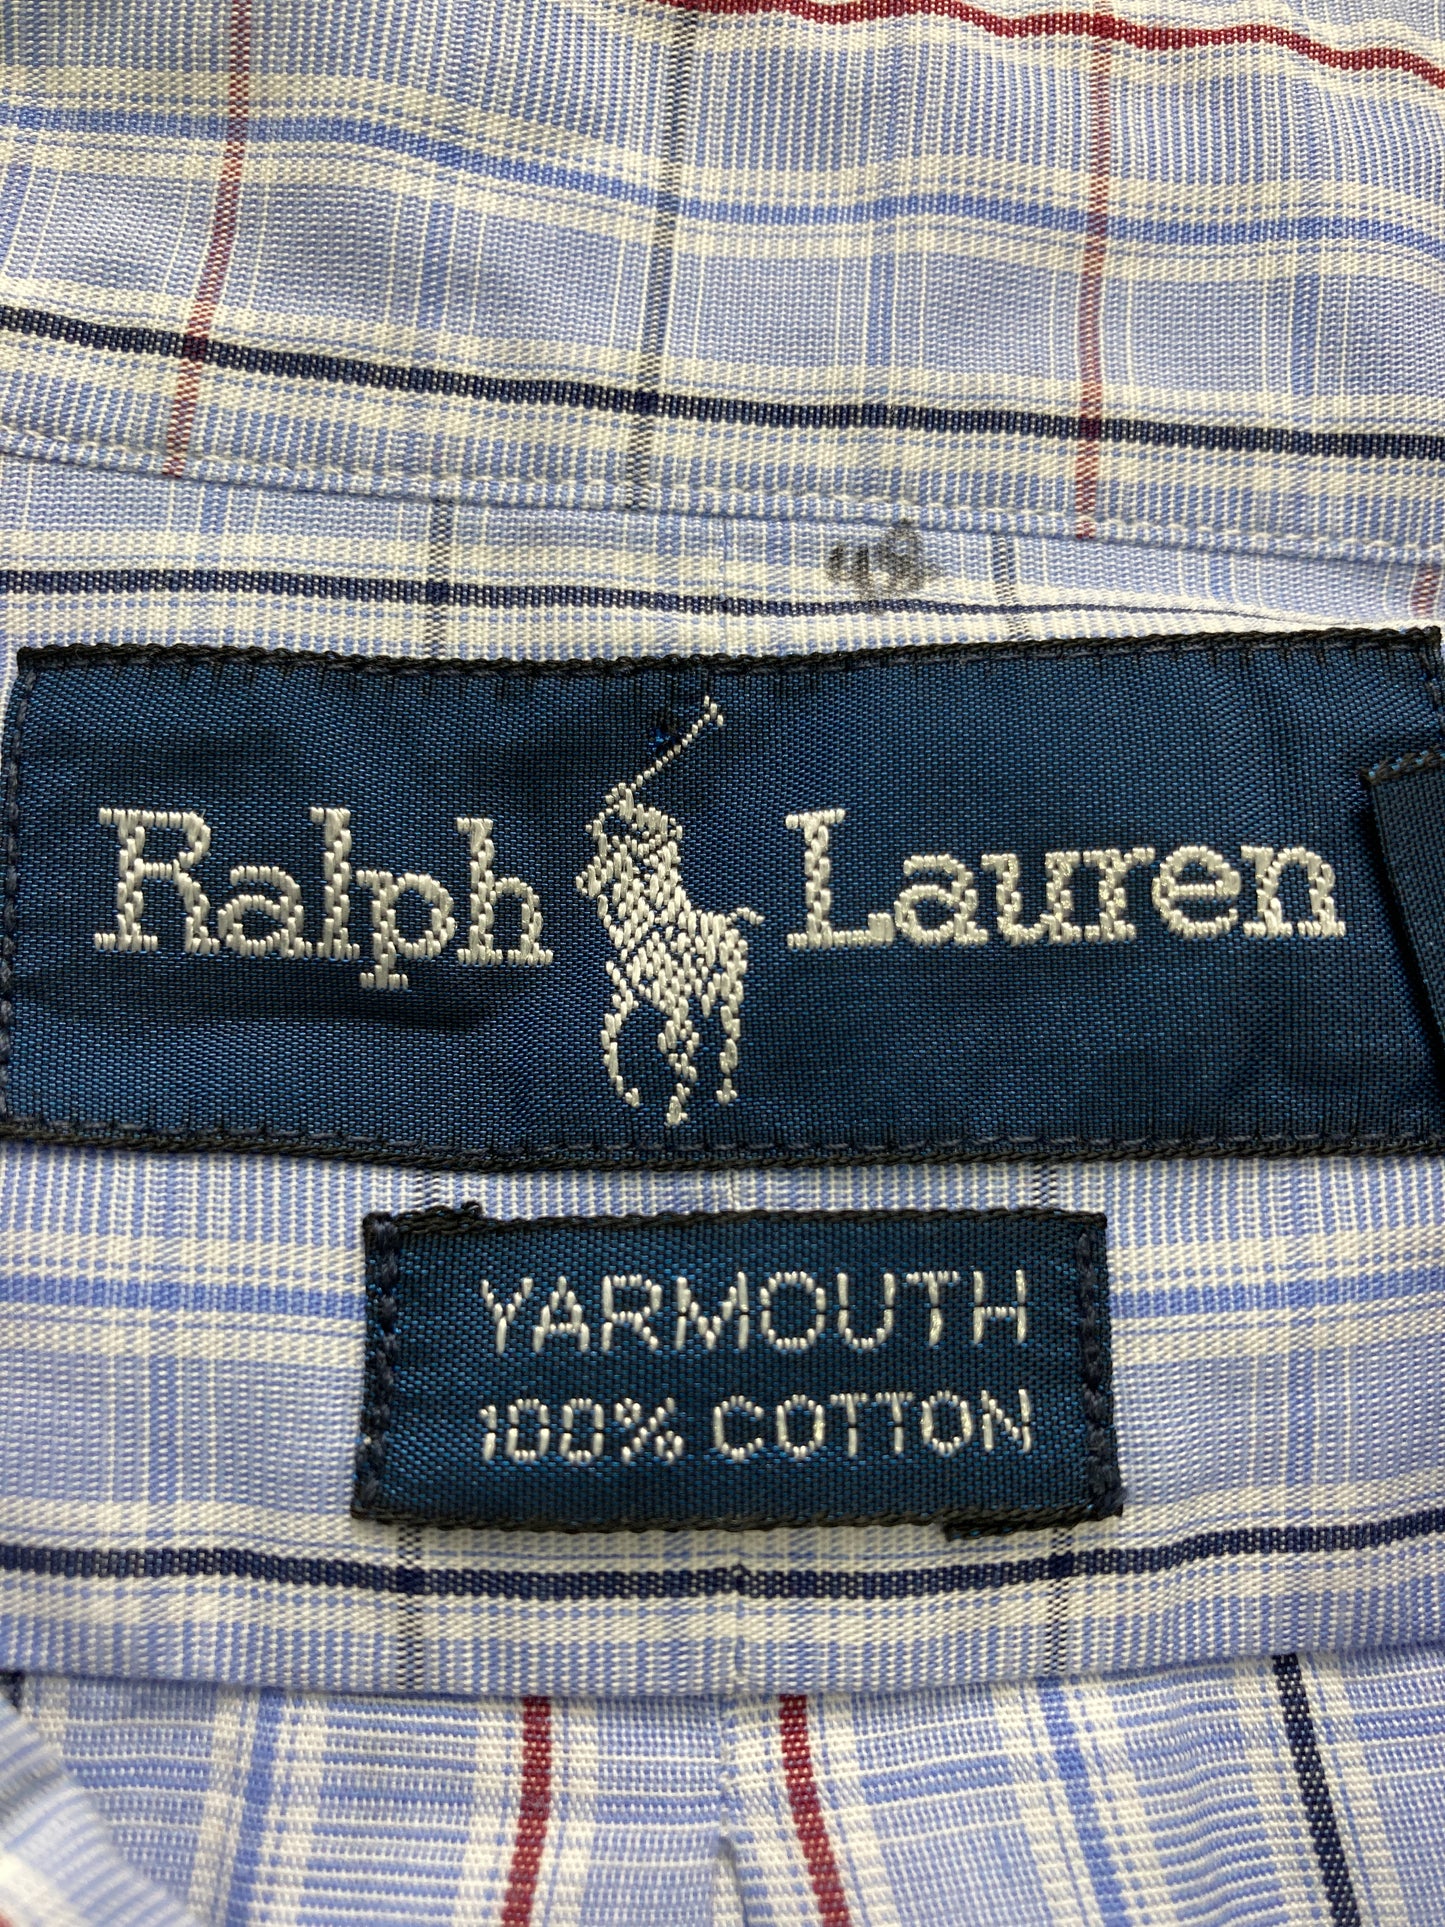 Ralph Lauren
YARMOUTH
100% COTTON